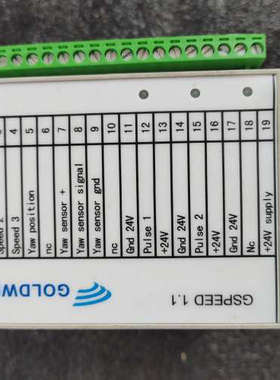 Speed 2
4 Speed 3
5 Yaw position
6 nc
7 Yaw sensor +
8 Yaw sensor signal
9 Yaw sensor gnd
10 nc
11 Gnd 24V
12 Pulse 1
13 +24V
14 Gnd 24V
15 Pulse 2
16 +24V
17 Gnd 24V
18 Nc
19 +24V supply
GOLDW
GSPEED 1.1